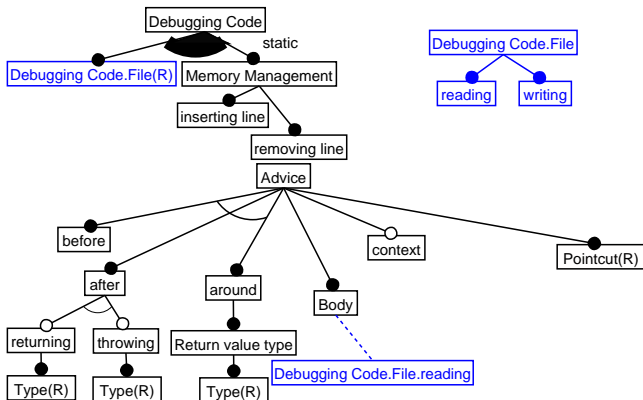 Debugging Code
static
Debugging Code.File
Debugging Code.File(R)
Memory Management
reading
writing
inserting line
removing line
Advice
before
context
Pointcut(R)
after
around
Body
returning
throwing
Return value type
Debugging Code.File.reading
Type(R)
Type(R)
Type(R)